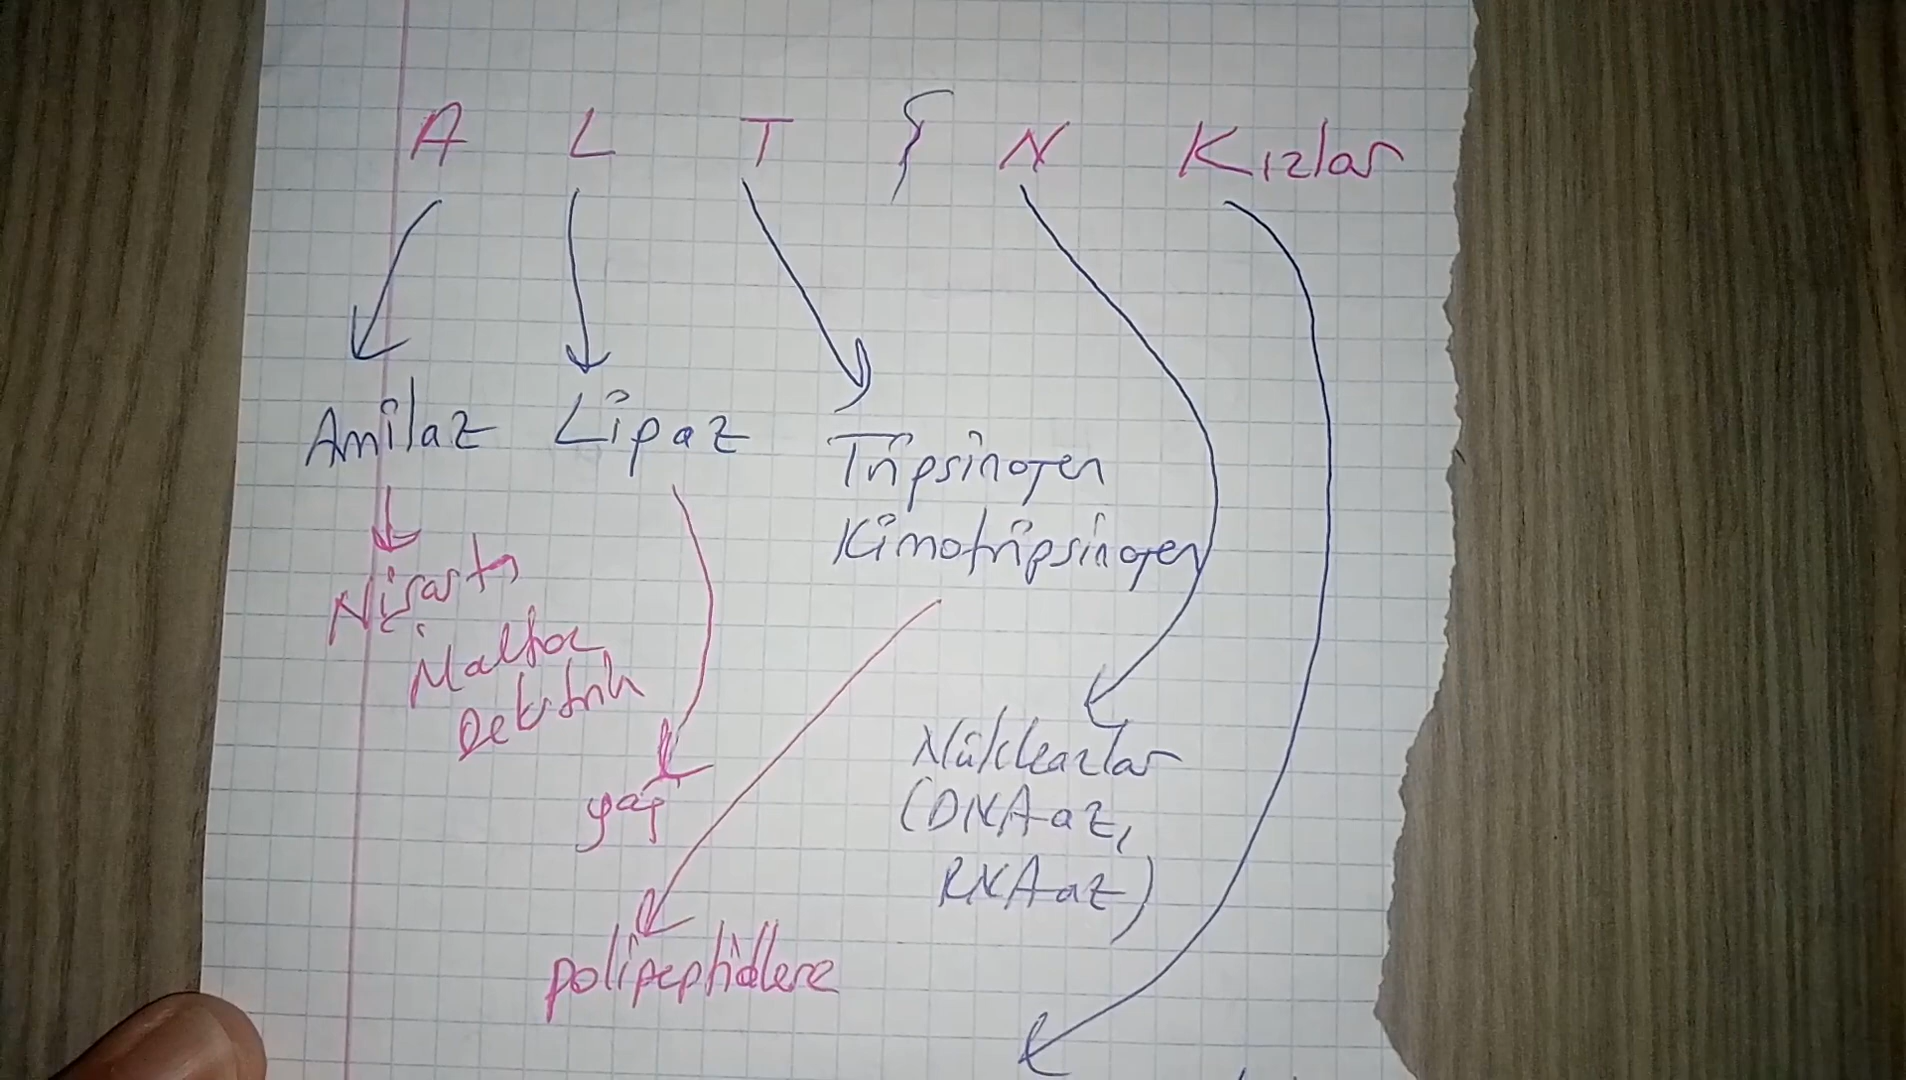 A L T N Kızlar
Amilaz Lipaz Tripsinojen
Kimotripsinojen
Nişasta
Maltoz
Dekstrin
yağ
Nükleazlar
(DNAaz,
RNAaz)
polipeptidlere